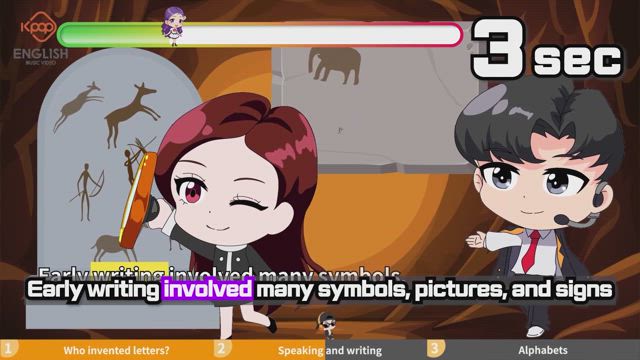 Kpop
ENGLISH
MUSIC VIDEO
3 sec
Early writing involved many symbols
Early writing involved many symbols, pictures, and signs
1 Who invented letters? 2 Speaking and writing 3 Alphabets